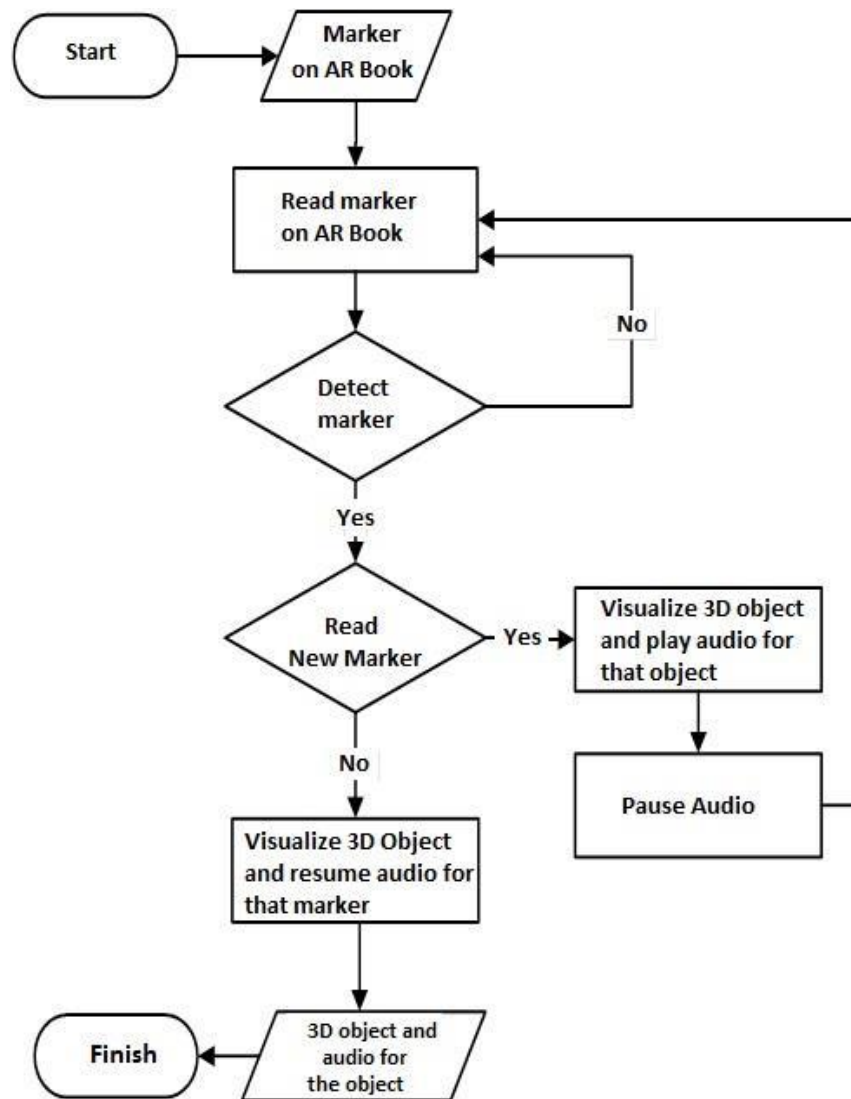 Start
Marker
on AR Book
Read marker
on AR Book
No
Detect
marker
Yes
Read
New Marker
Yes
Visualize 3D object
and play audio for
that object
No
Pause Audio
Visualize 3D Object
and resume audio for
that marker
Finish
3D object and
audio for
the object